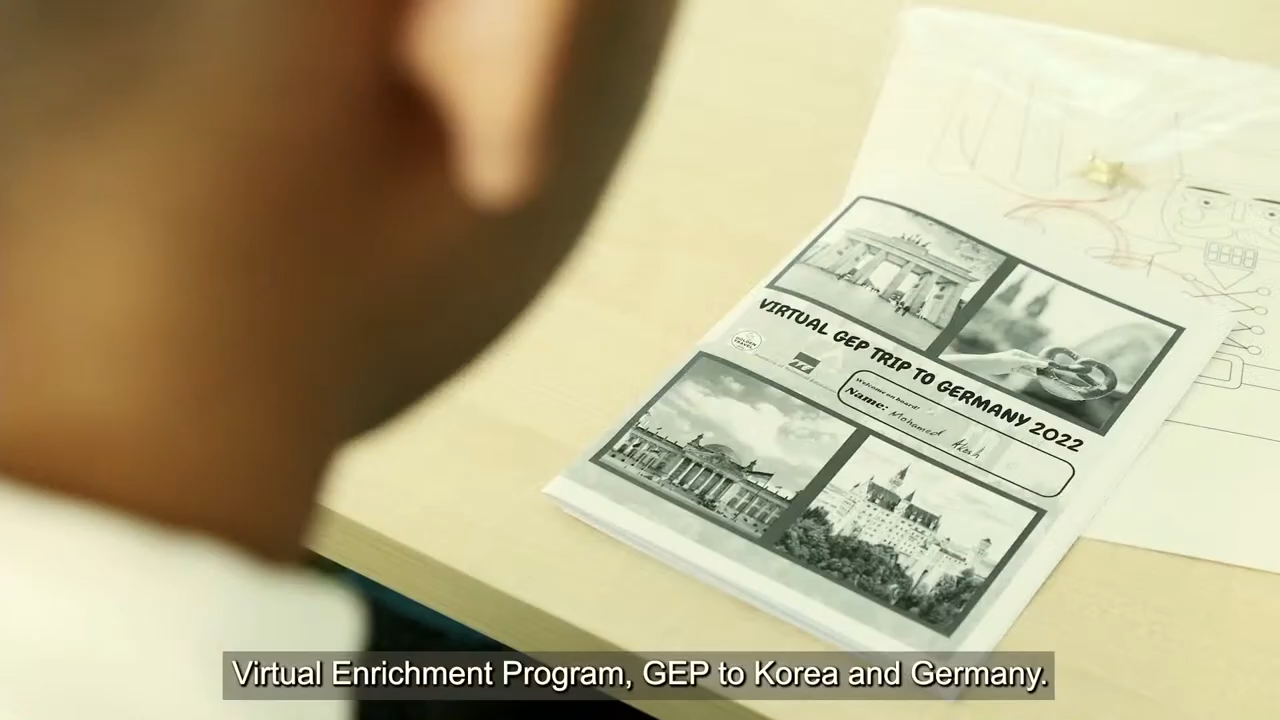 VIRTUAL GEP TRIP TO GERMANY 2022
Welcome on board!
Name: Mohamed
Virtual Enrichment Program, GEP to Korea and Germany.